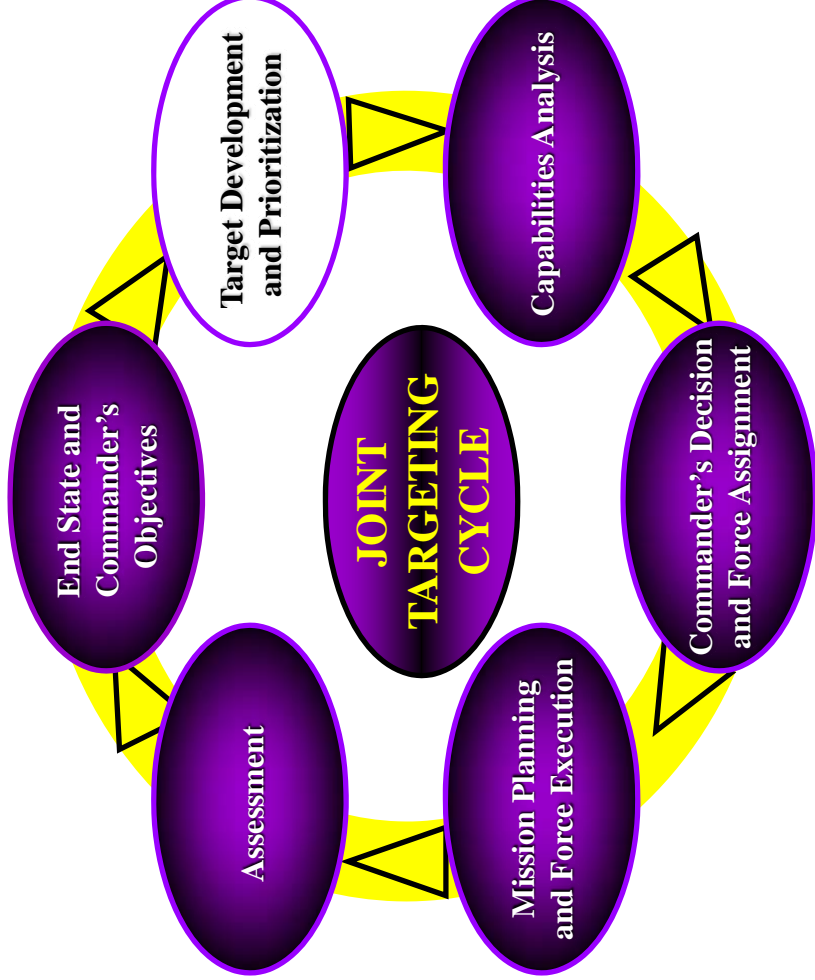 End State and
Commander’s
Objectives
Target Development
and Prioritization
Capabilities Analysis
Commander’s Decision
and Force Assignment
Mission Planning
and Force Execution
Assessment
JOINT
TARGETING
CYCLE